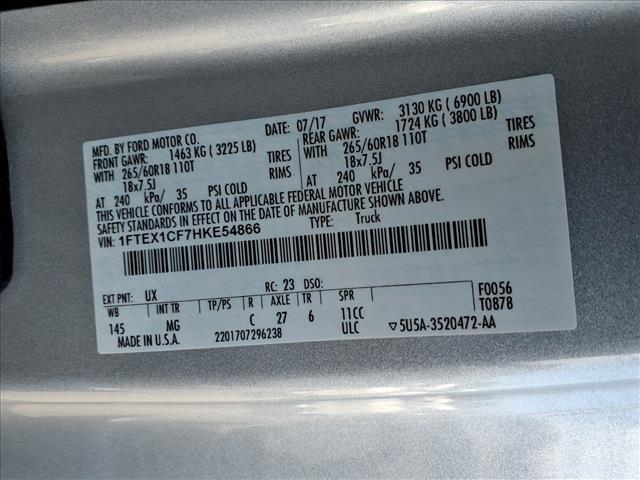 MFD. BY FORD MOTOR CO. DATE: 07/17 GVWR: 3130 KG ( 6900 LB)
FRONT GAWR: 1463 KG ( 3225 LB) REAR GAWR: 1724 KG ( 3800 LB)
WITH 265/60R18 110T TIRES WITH 265/60R18 110T TIRES
18x7.5J RIMS 18x7.5J RIMS
AT 240 kPa/ 35 PSI COLD AT 240 kPa/ 35 PSI COLD
THIS VEHICLE CONFORMS TO ALL APPLICABLE FEDERAL MOTOR VEHICLE
SAFETY STANDARDS IN EFFECT ON THE DATE OF MANUFACTURE SHOWN ABOVE.
VIN: 1FTEX1CF7HKE54866 TYPE: Truck
EXT PNT: UX RC: 23 DSO: F0056
WB INT TR TP/PS R AXLE TR SPR T0878
145 MG C 27 6 11CC
MADE IN U.S.A. 2201707296238 ULC ▽5U5A-3520472-AA